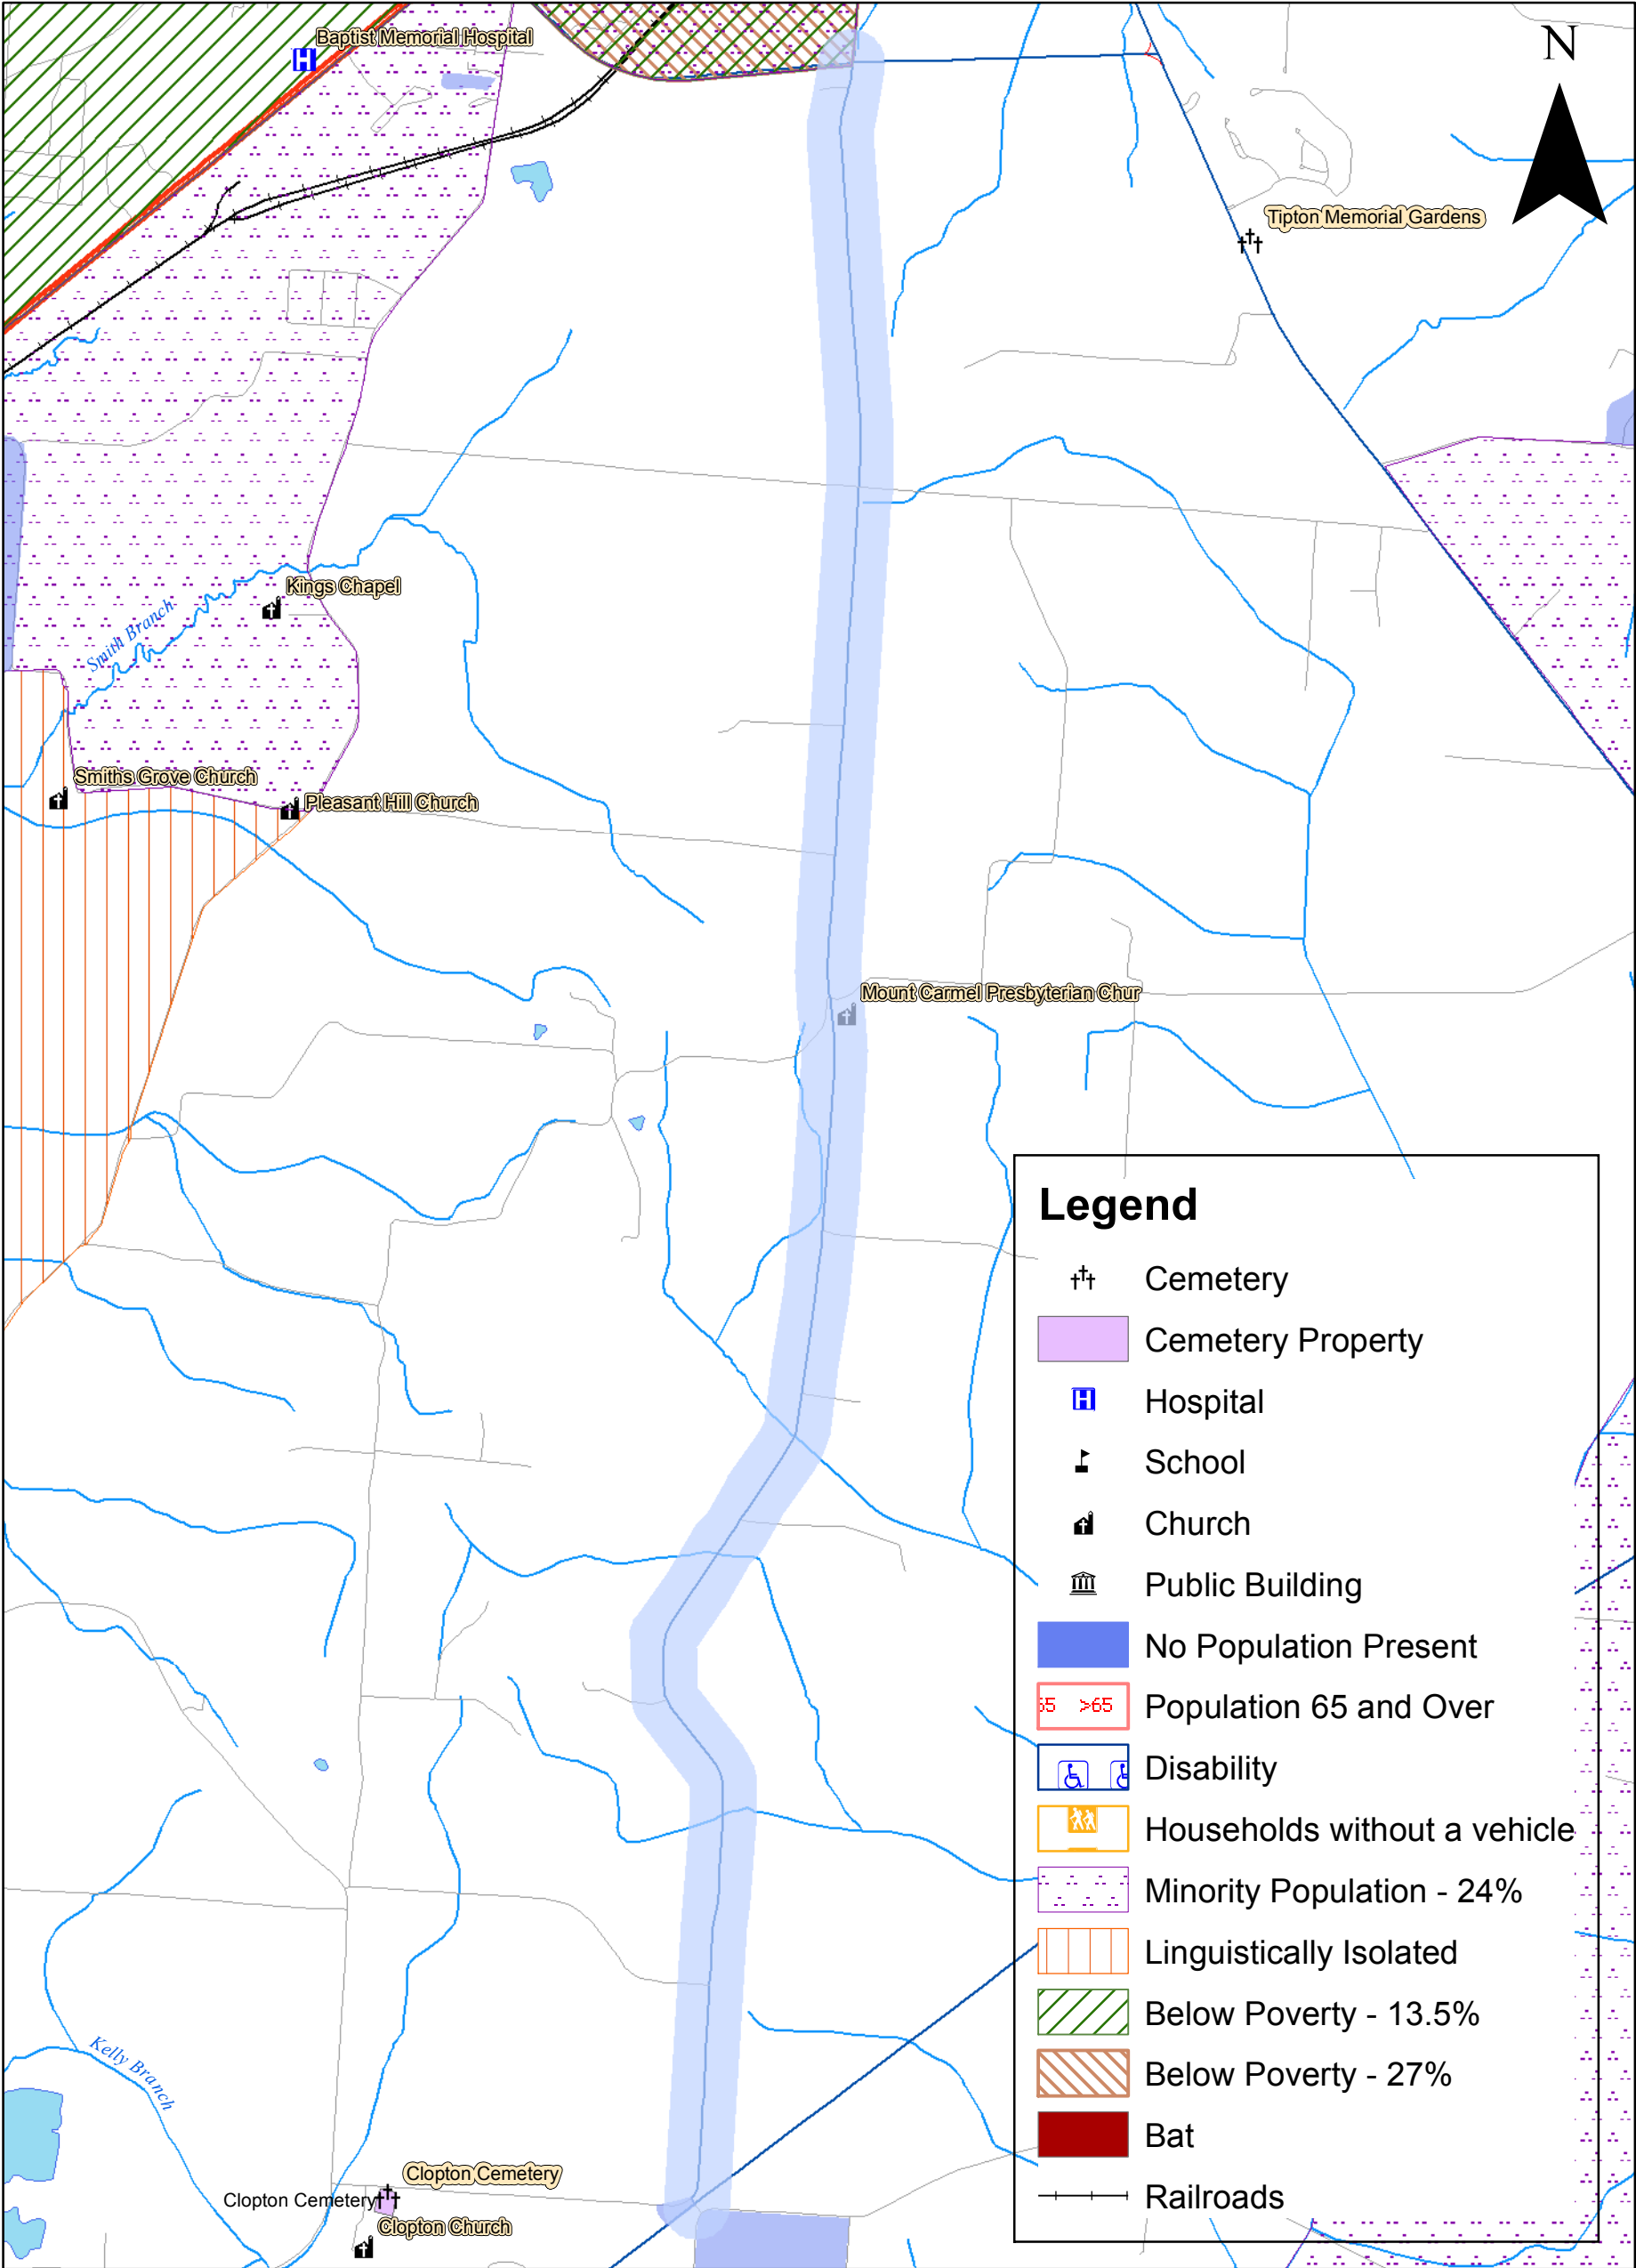 Baptist Memorial Hospital
N
Tipton Memorial Gardens
Kings Chapel
Smith Branch
Smiths Grove Church
Pleasant Hill Church
Mount Carmel Presbyterian Chur
Legend
Cemetery
Cemetery Property
Hospital
School
Church
Public Building
No Population Present
65 >65 Population 65 and Over
Disability
Households without a vehicle
Minority Population - 24%
Linguistically Isolated
Below Poverty - 13.5%
Below Poverty - 27%
Bat
Railroads
Kelly Branch
Clopton Cemetery
Clopton Cemetery
Clopton Church